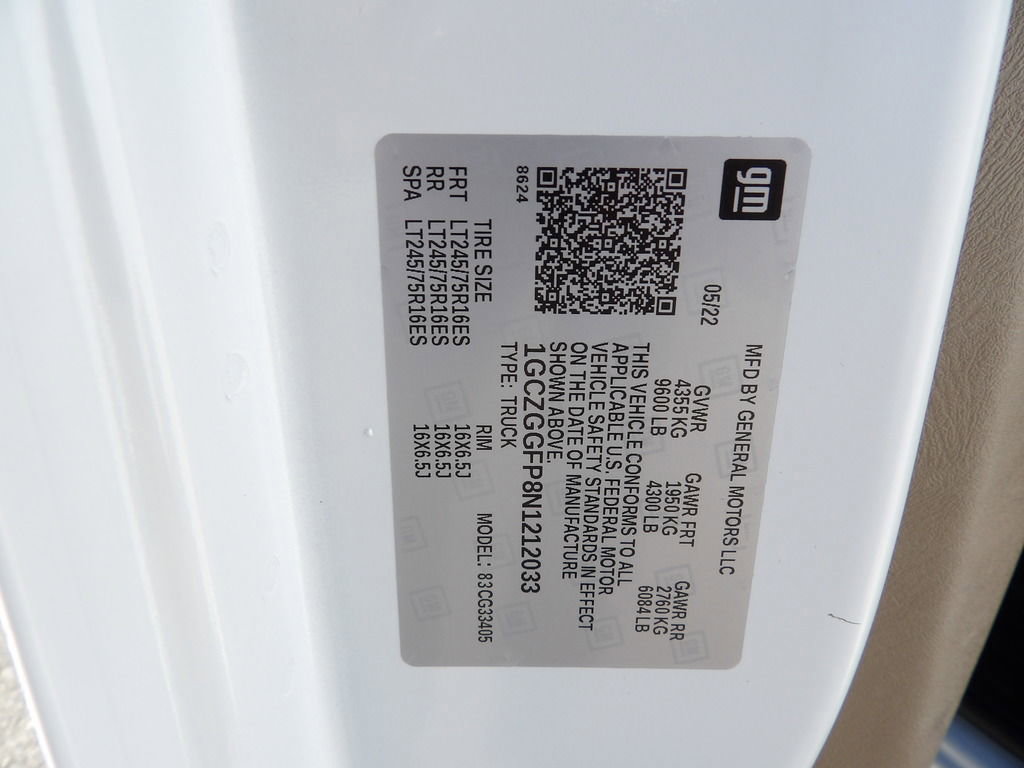 gm
MFD BY GENERAL MOTORS LLC
05/22
GVWR GAWR FRT GAWR RR
4355 KG 1950 KG 2760 KG
9600 LB 4300 LB 6084 LB
THIS VEHICLE CONFORMS TO ALL
APPLICABLE U.S. FEDERAL MOTOR
VEHICLE SAFETY STANDARDS IN EFFECT
ON THE DATE OF MANUFACTURE
SHOWN ABOVE.
8624
1GCZGGFP8N1212033
TYPE: TRUCK MODEL: 83CG33405
TIRE SIZE RIM
FRT LT245/75R16ES 16X6.5J
RR LT245/75R16ES 16X6.5J
SPA LT245/75R16ES 16X6.5J